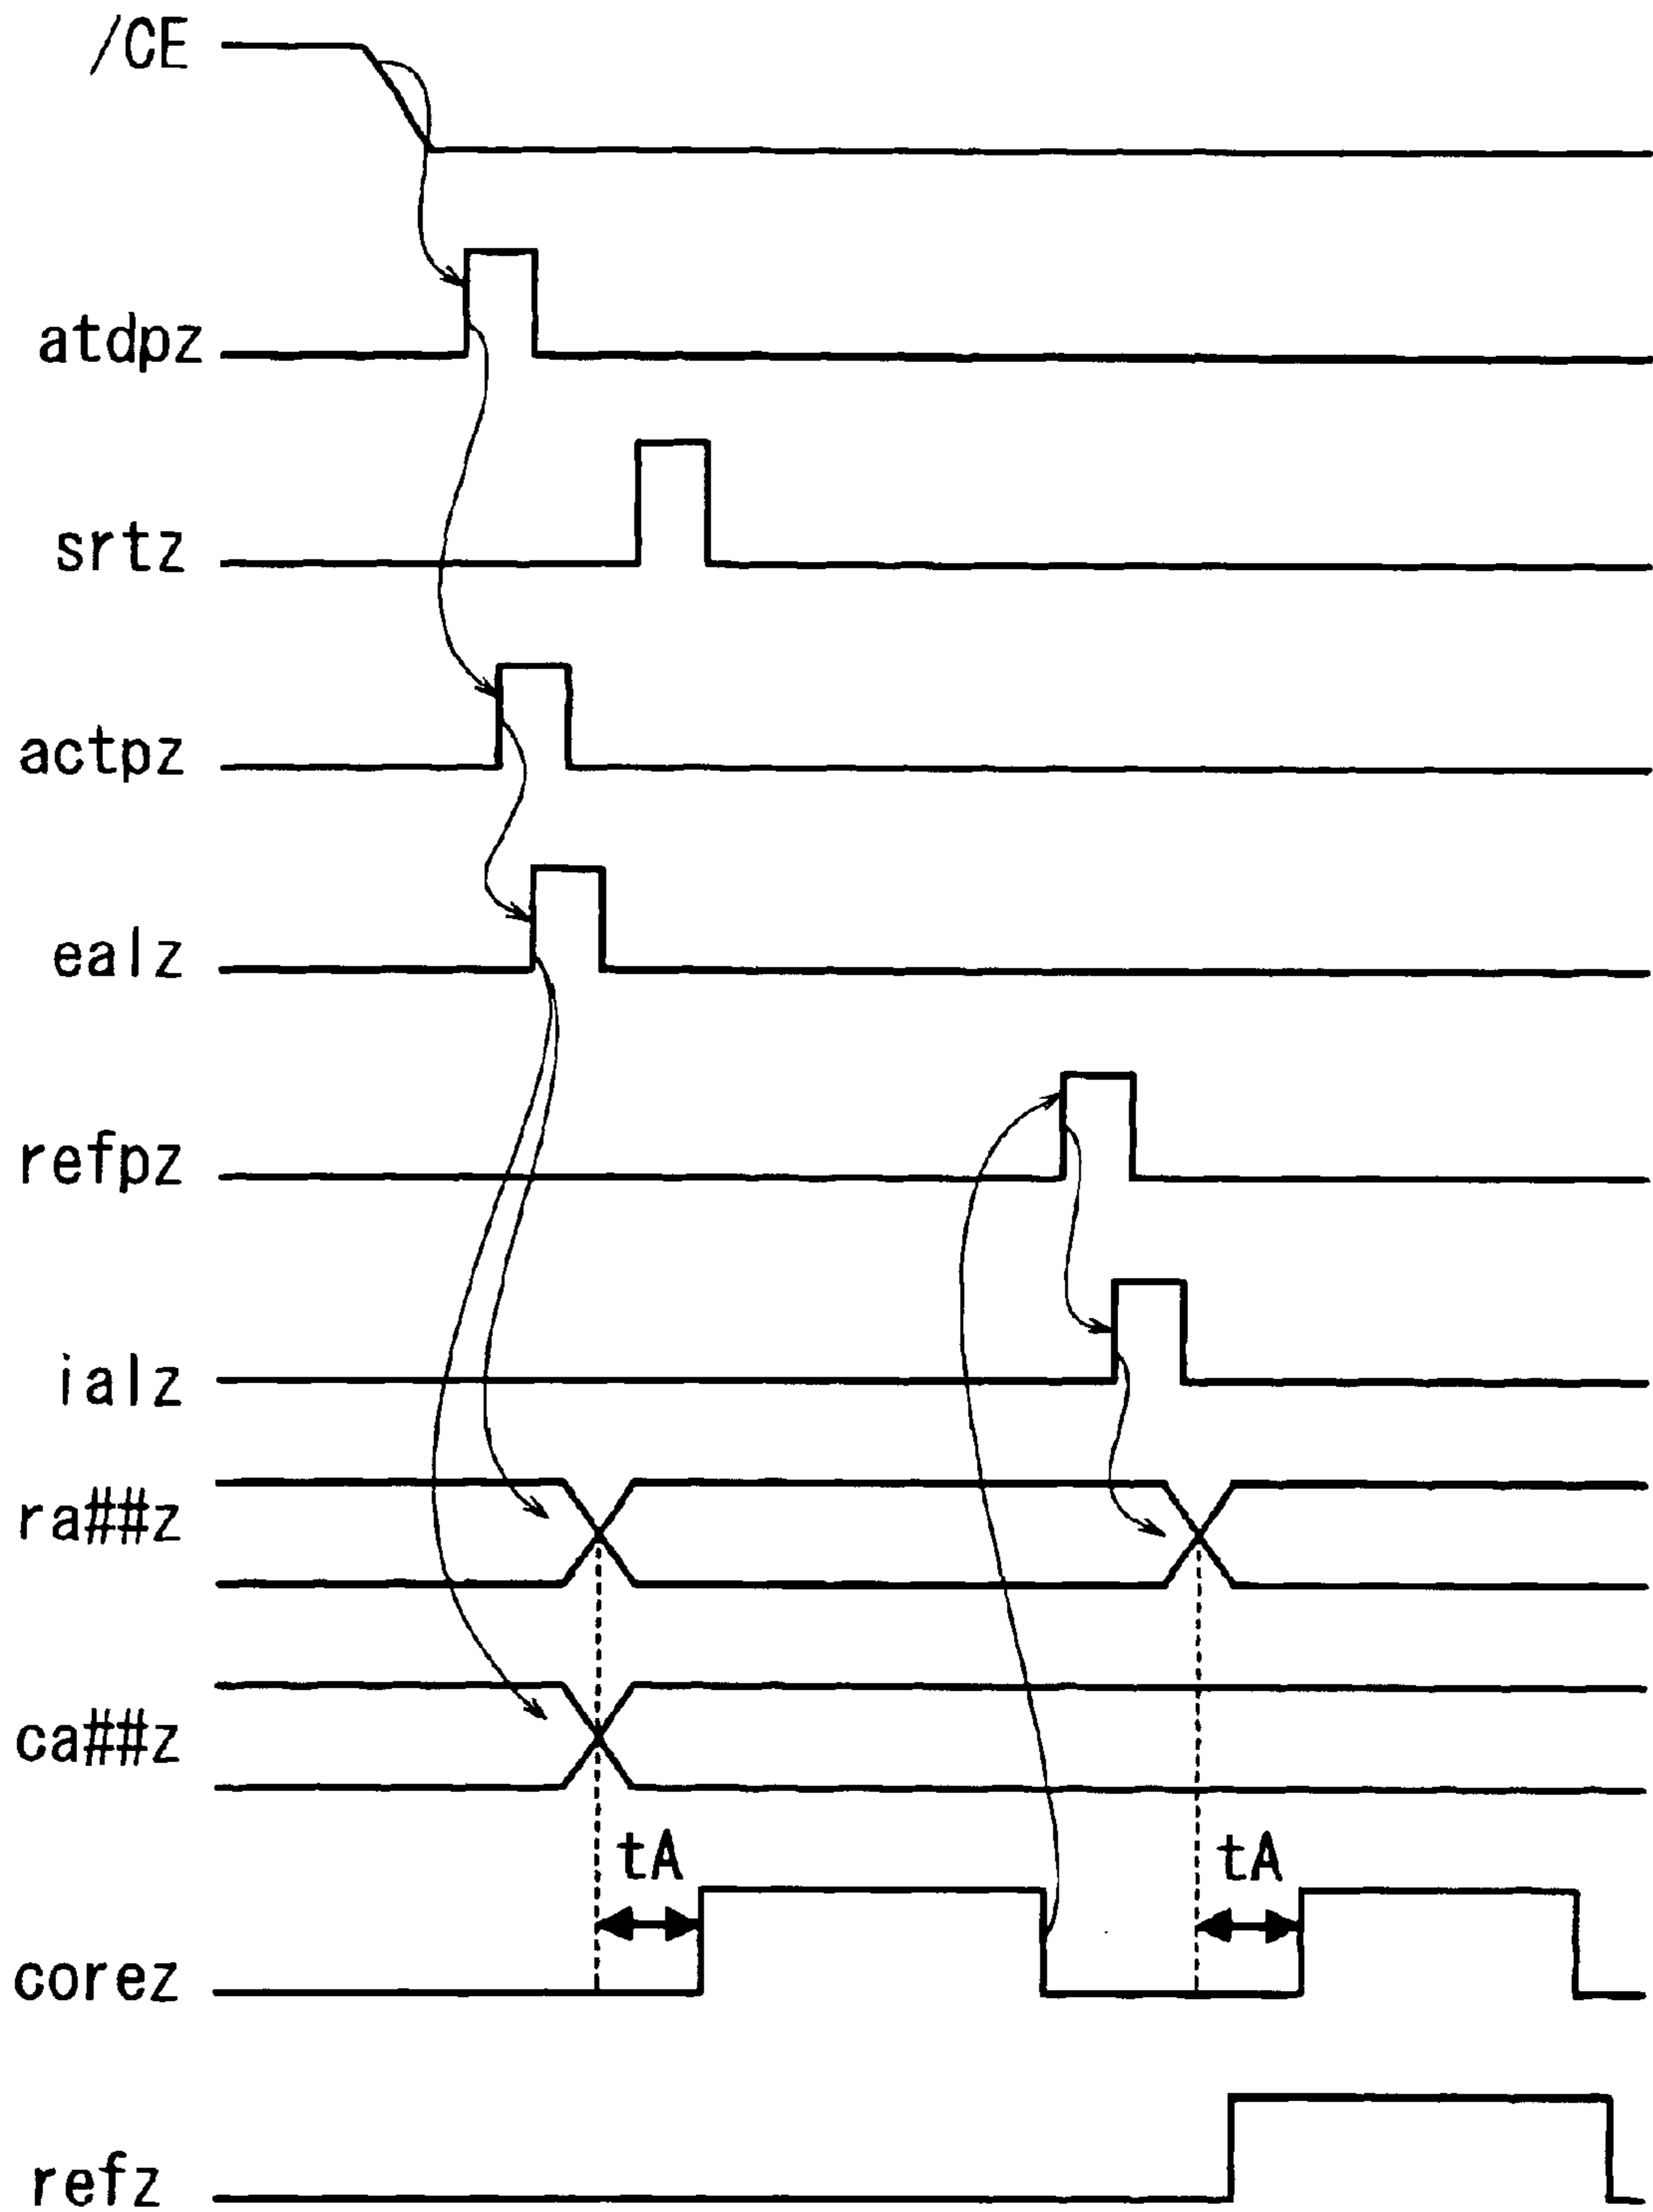 /CE
atdpz
srtz
actpz
ealz
refpz
ialz
ra##z
ca##z
tA tA
corez
refz